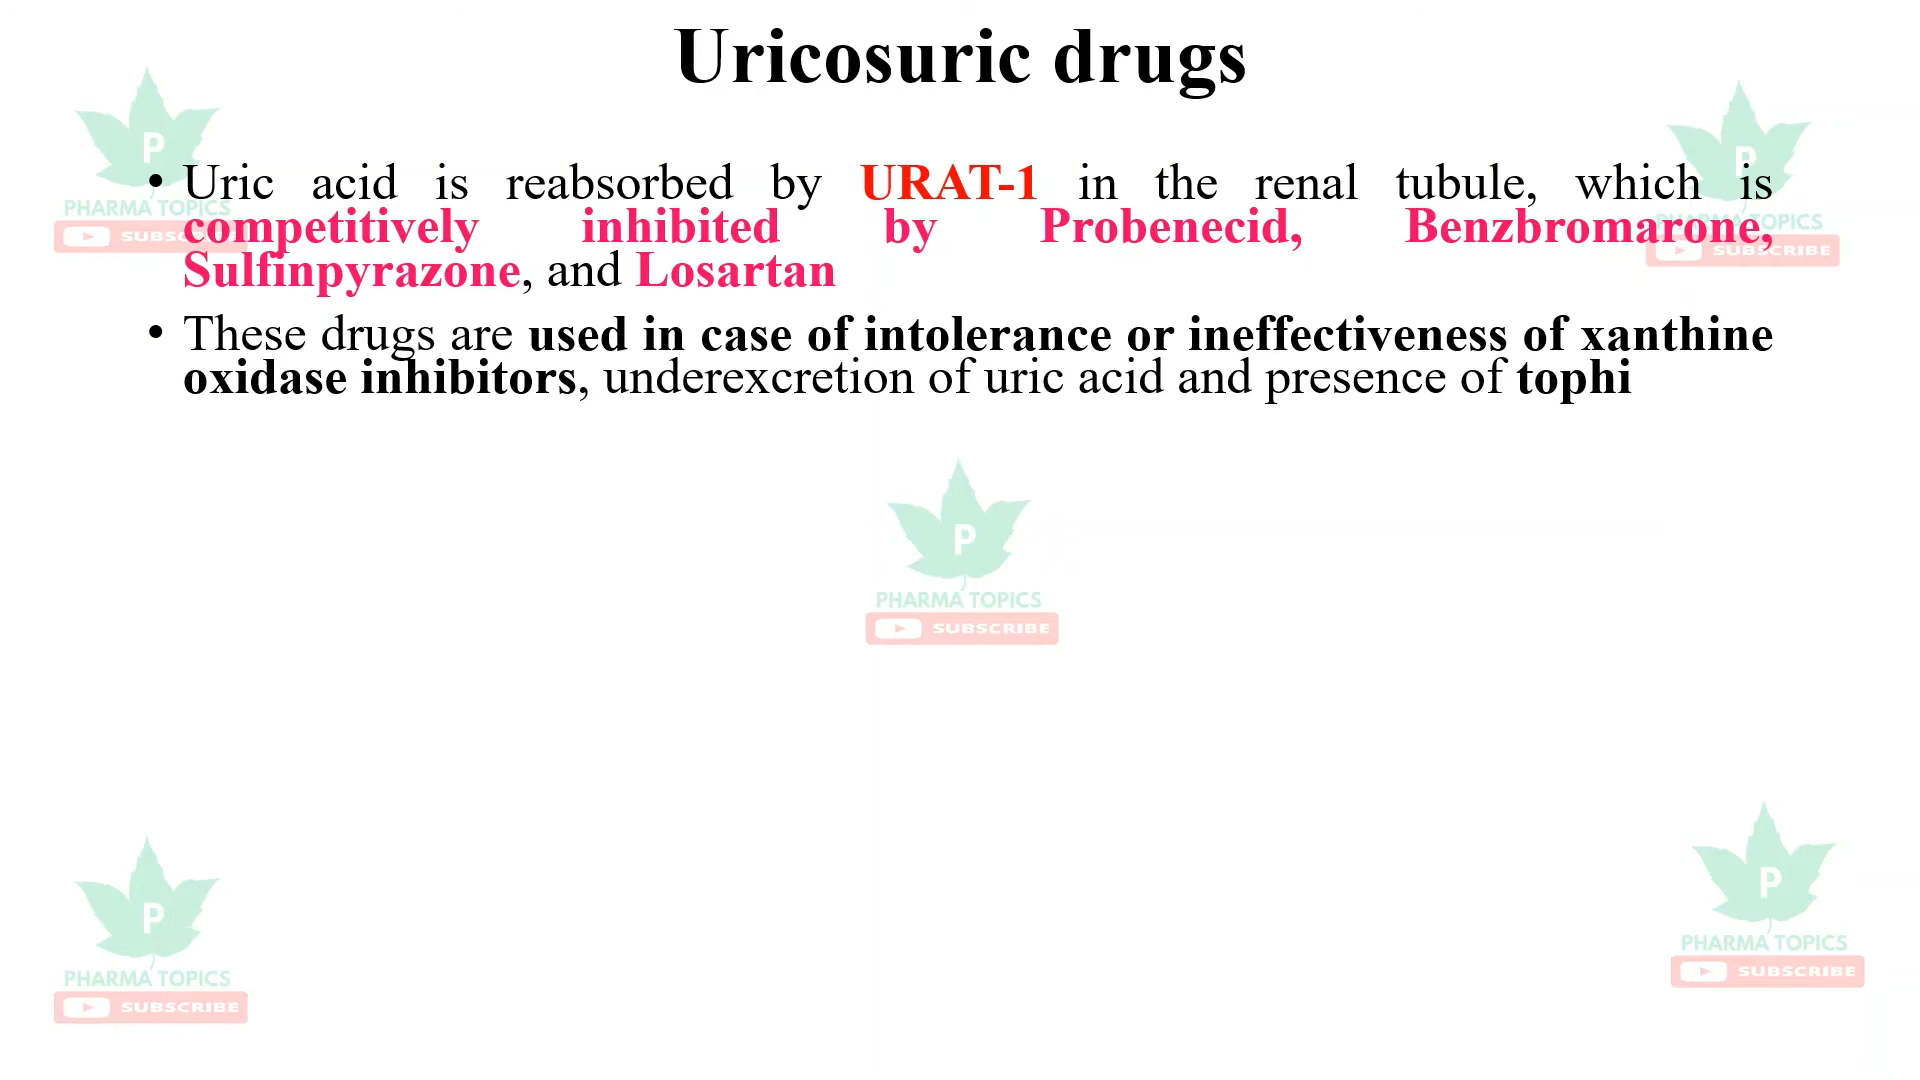 Uricosuric drugs
• Uric acid is reabsorbed by URAT-1 in the renal tubule, which is
competitively inhibited by Probenecid, Benzbromarone,
Sulfinpyrazone, and Losartan
• These drugs are used in case of intolerance or ineffectiveness of xanthine
oxidase inhibitors, underexcretion of uric acid and presence of tophi
P
PHARMA TOPICS
SUBSCRIBE
P
PHARMA TOPICS
SUBSCRIBE
P
PHARMA TOPICS
SUBSCRIBE
P
PHARMA TOPICS
SUBSCRIBE
P
PHARMA TOPICS
SUBSCRIBE